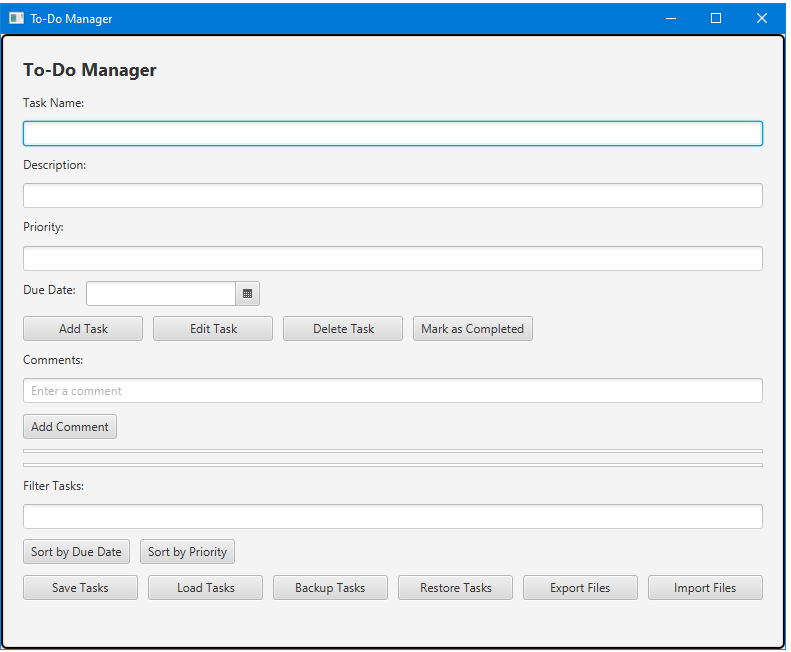 To-Do Manager
To-Do Manager
Task Name:
Description:
Priority:
Due Date:
Add Task Edit Task Delete Task Mark as Completed
Comments:
Enter a comment
Add Comment
Filter Tasks:
Sort by Due Date Sort by Priority
Save Tasks Load Tasks Backup Tasks Restore Tasks Export Files Import Files